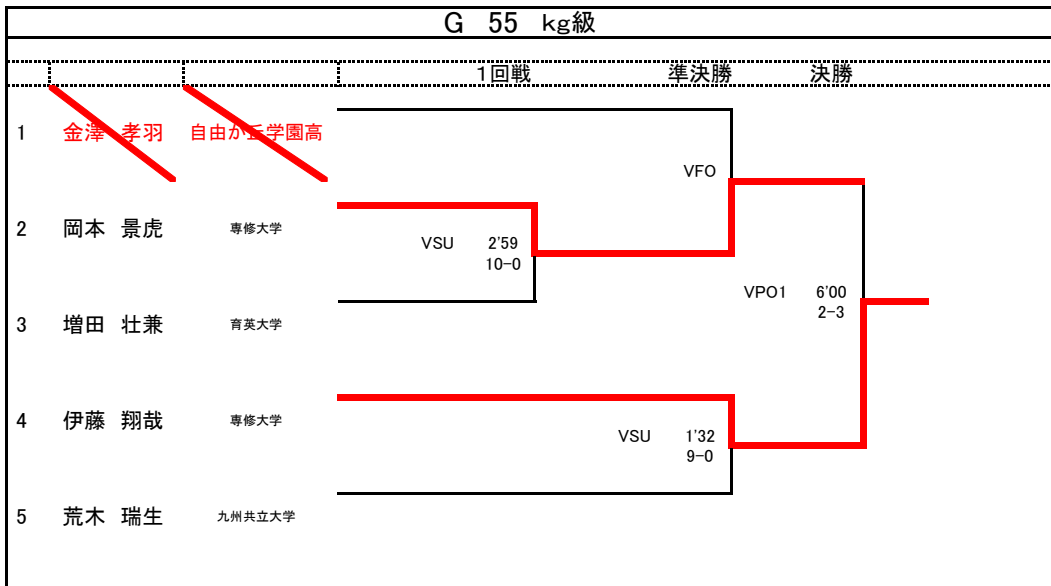 G 55 kg級
1回戦 準決勝 決勝
1 金澤 孝羽 自由が丘学園高
VFO
2 岡本 景虎 専修大学
VSU 2'59
10-0
VPO1 6'00
2-3
3 増田 壮兼 育英大学
4 伊藤 翔哉 専修大学
VSU 1'32
9-0
5 荒木 瑞生 九州共立大学